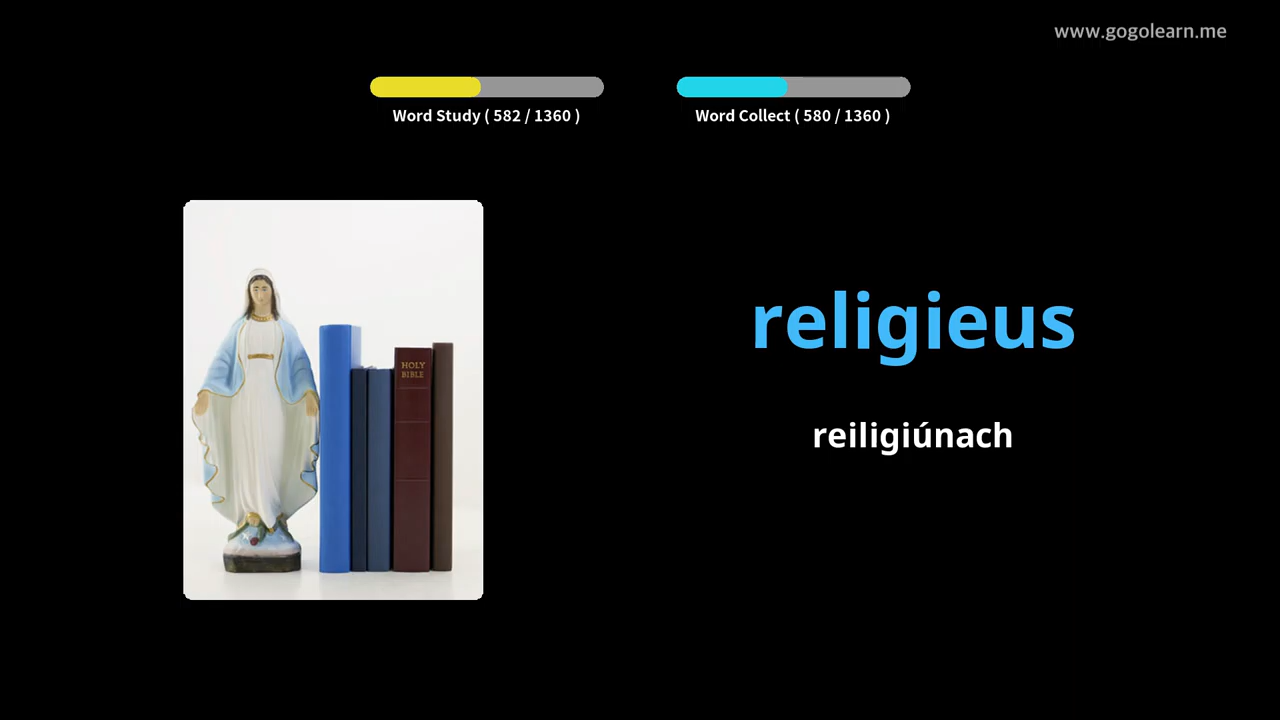 www.gogolearn.me
Word Study ( 582 / 1360 )
Word Collect ( 580 / 1360 )
HOLY
BIBLE
religieus
reiligiúnach